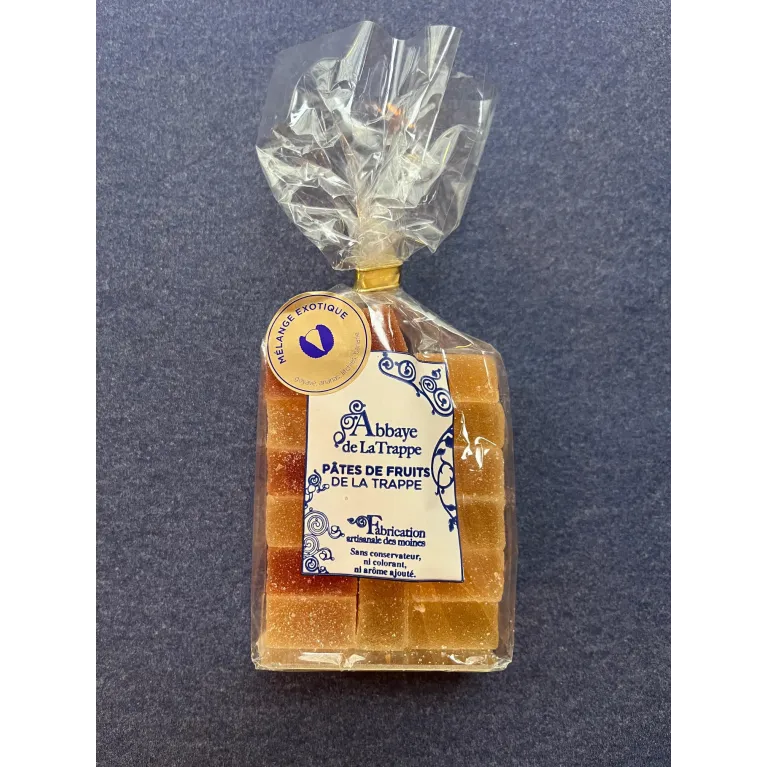 MÉLANGE EXOTIQUE
Abbaye
de La Trappe
PÂTES DE FRUITS
DE LA TRAPPE
Fabrication
artisanale des moines
Sans conservateur,
ni colorant,
ni arôme ajouté.